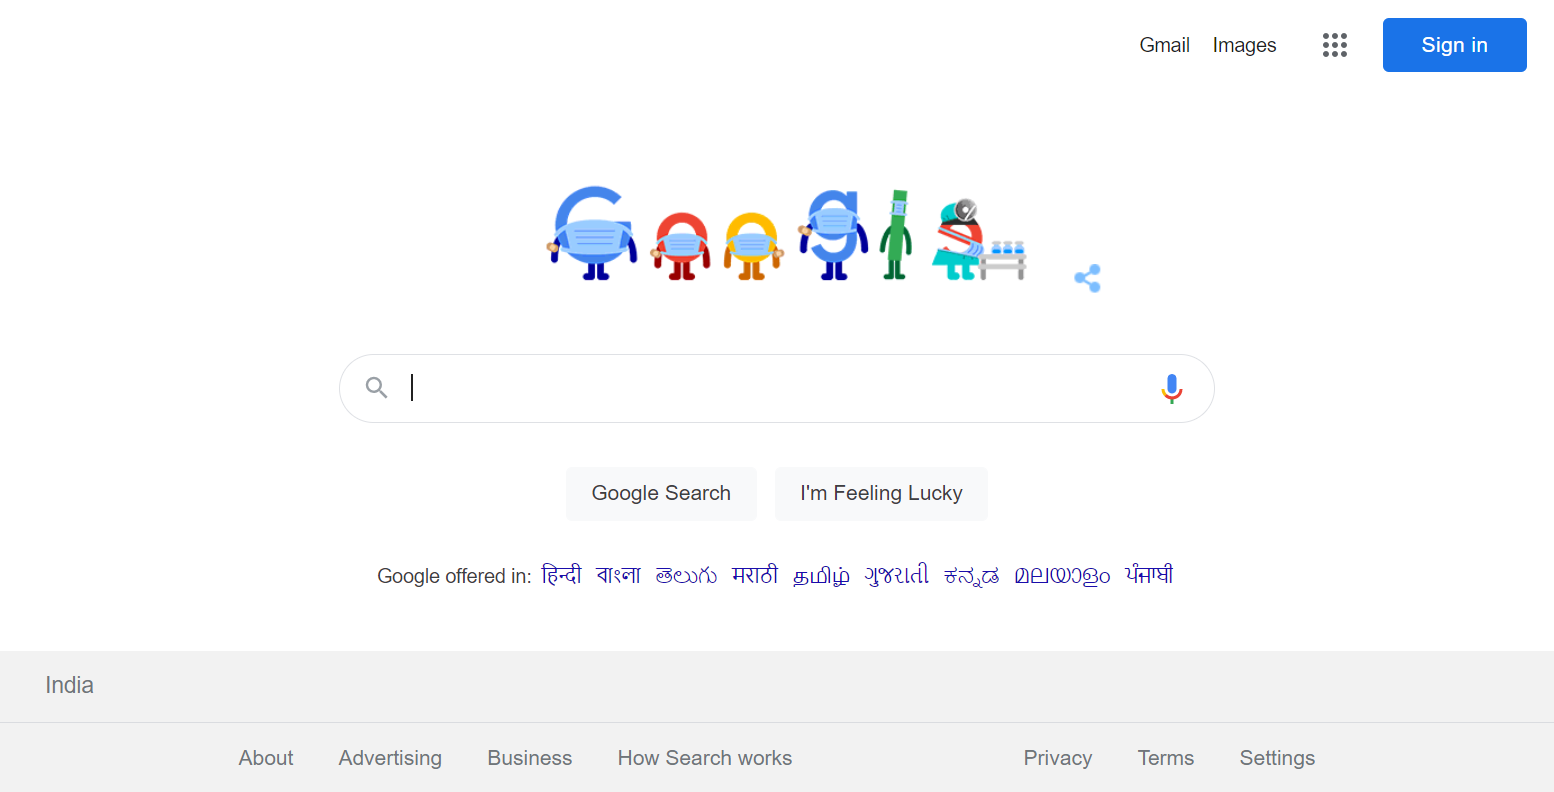 Gmail Images Sign in
Google
Google Search I'm Feeling Lucky
Google offered in: हिन्दी বাংলা తెలుగు मराठी தமிழ் ગુજરાતી ಕನ್ನಡ മലയാളം ਪੰਜਾਬੀ
India
About Advertising Business How Search works Privacy Terms Settings